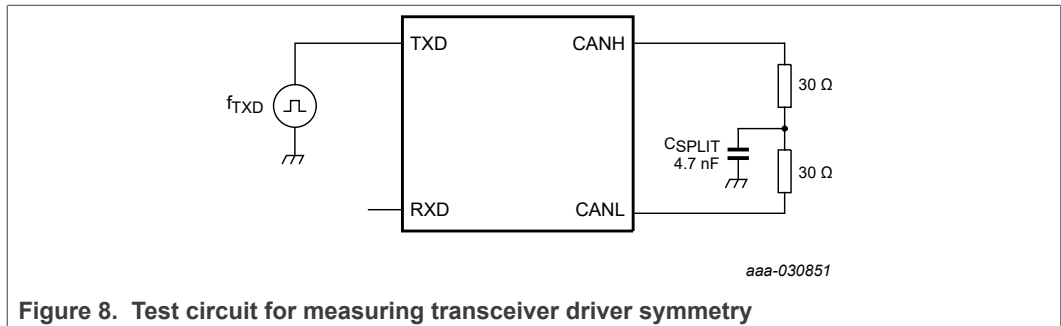 TXD
CANH
fTXD
30 Ω
CSPLIT
4.7 nF
30 Ω
RXD
CANL
aaa-030851
Figure 8. Test circuit for measuring transceiver driver symmetry